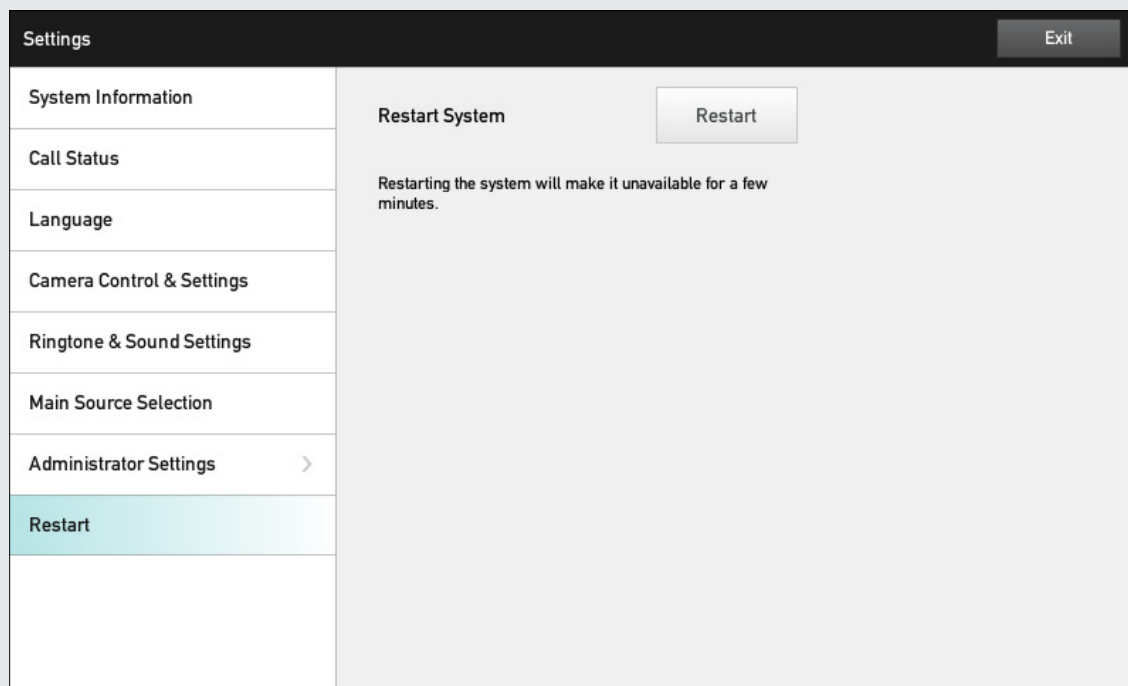 Settings
Exit
System Information
Call Status
Language
Camera Control & Settings
Ringtone & Sound Settings
Main Source Selection
Administrator Settings
Restart
Restart System
Restart
Restarting the system will make it unavailable for a few
minutes.